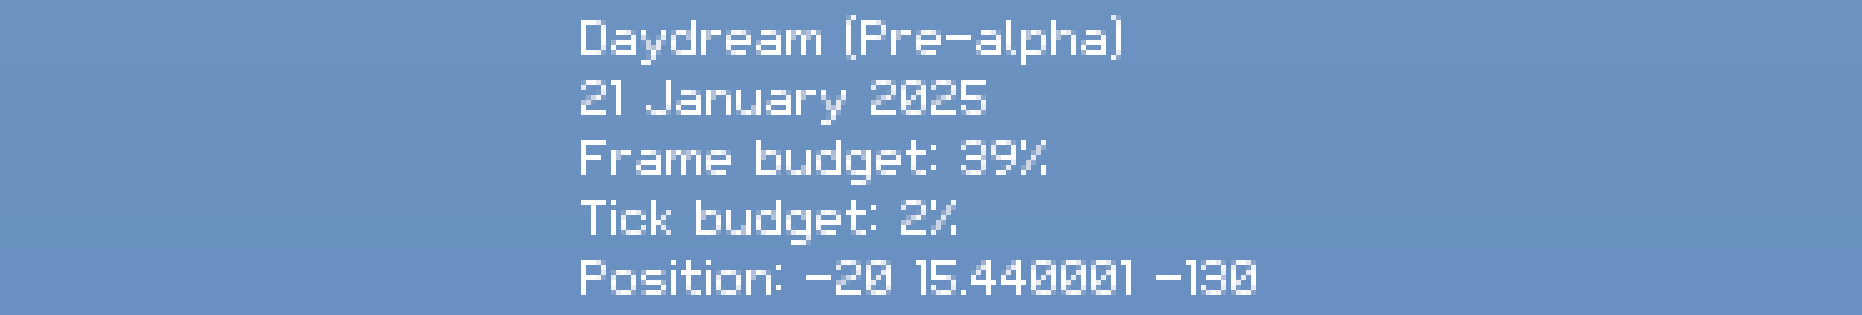 Daydream (Pre-alpha)
21 January 2025
Frame budget: 39%
Tick budget: 2%
Position: -20 15.440001 -130